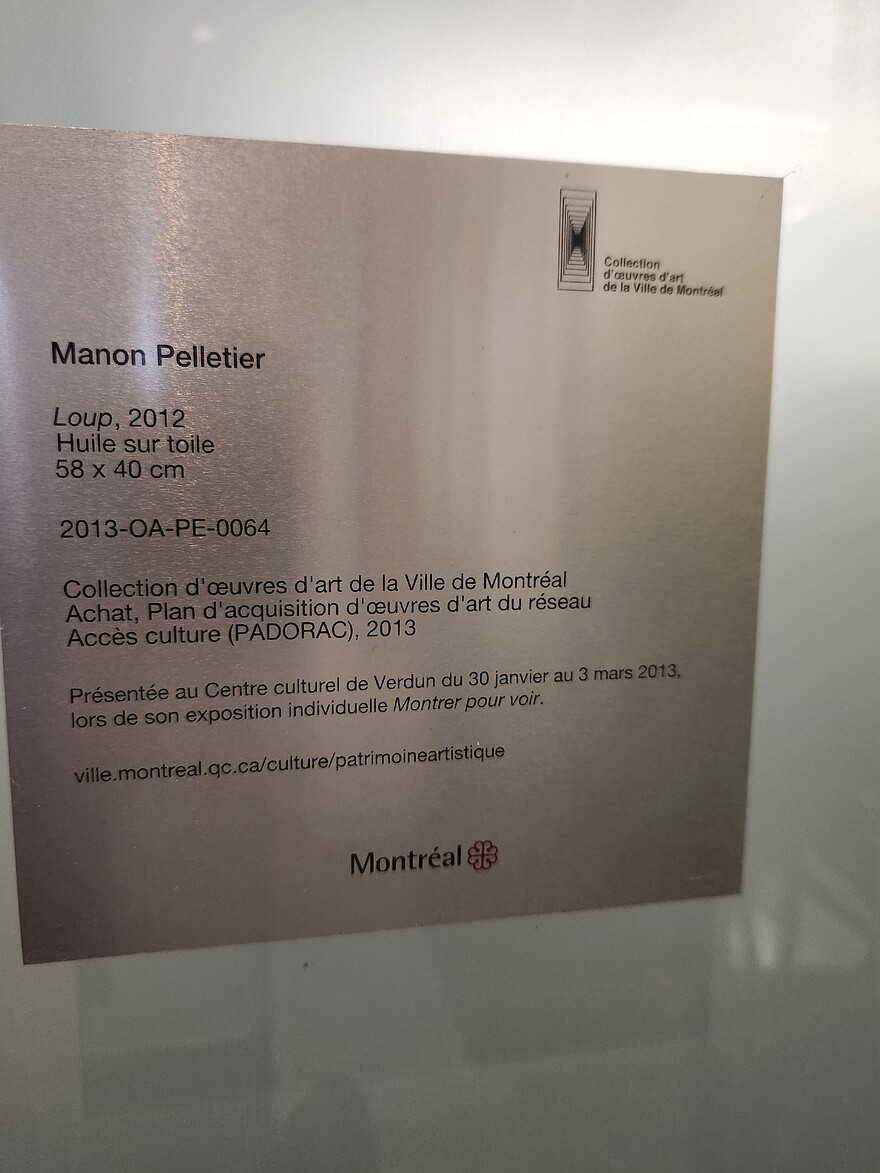 Collection
d'œuvres d'art
de la Ville de Montréal
Manon Pelletier
Loup, 2012
Huile sur toile
58 x 40 cm
2013-OA-PE-0064
Collection d'œuvres d'art de la Ville de Montréal
Achat, Plan d'acquisition d'œuvres d'art du réseau
Accès culture (PADORAC), 2013
Présentée au Centre culturel de Verdun du 30 janvier au 3 mars 2013,
lors de son exposition individuelle Montrer pour voir.
ville.montreal.qc.ca/culture/patrimoineartistique
Montréal